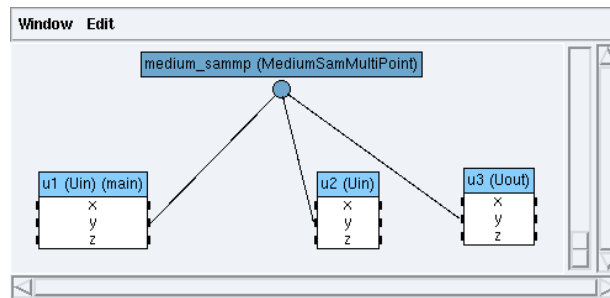 Window Edit
medium_sammp (MediumSamMultiPoint)
u1 (Uin) (main)
x
y
z
u2 (Uin)
x
y
z
u3 (Uout)
x
y
z